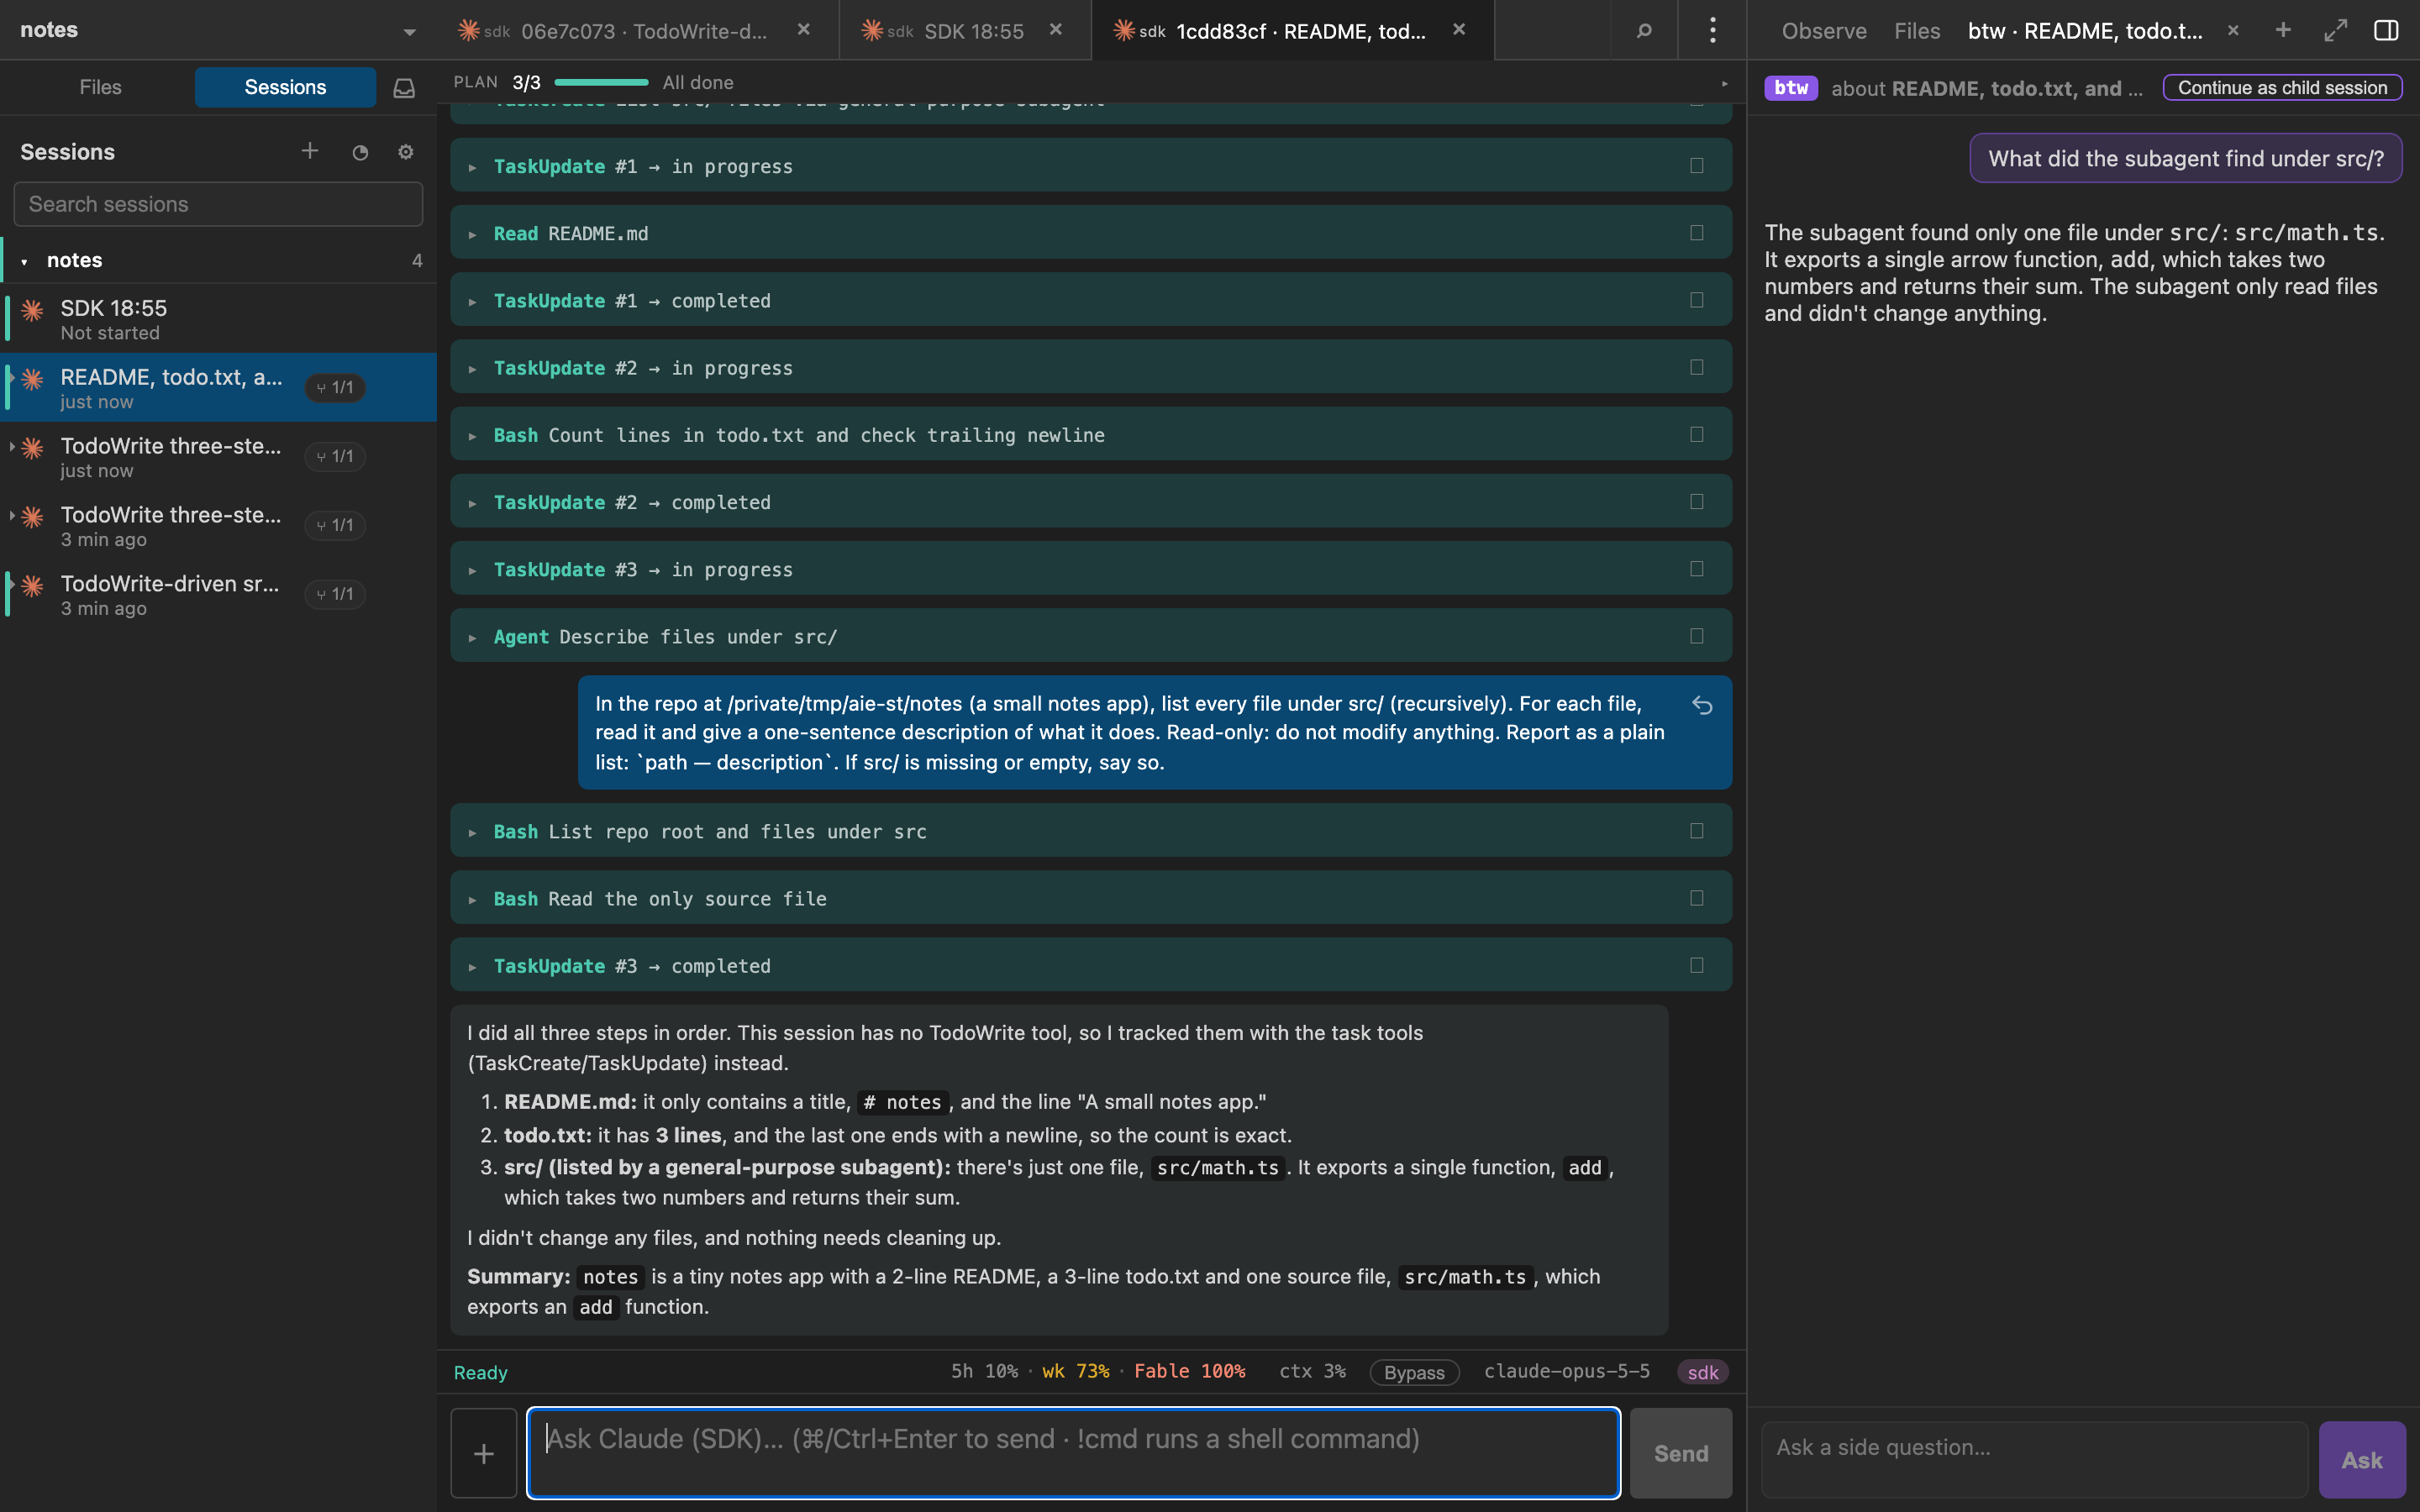 notes
sdk 06e7c073 · TodoWrite-d...
sdk SDK 18:55
sdk 1cdd83cf · README, tod...
Observe
Files
btw · README, todo.t...
Files
Sessions
PLAN 3/3 All done
btw about README, todo.txt, and ...
Continue as child session
Sessions
Search sessions
notes 4
SDK 18:55
Not started
README, todo.txt, a...
just now
1/1
TodoWrite three-ste...
just now
1/1
TodoWrite three-ste...
3 min ago
1/1
TodoWrite-driven sr...
3 min ago
1/1
TaskUpdate #1 → in progress
Read README.md
TaskUpdate #1 → completed
TaskUpdate #2 → in progress
Bash Count lines in todo.txt and check trailing newline
TaskUpdate #2 → completed
TaskUpdate #3 → in progress
Agent Describe files under src/
In the repo at /private/tmp/aie-st/notes (a small notes app), list every file under src/ (recursively). For each file,
read it and give a one-sentence description of what it does. Read-only: do not modify anything. Report as a plain
list: `path — description`. If src/ is missing or empty, say so.
Bash List repo root and files under src
Bash Read the only source file
TaskUpdate #3 → completed
I did all three steps in order. This session has no TodoWrite tool, so I tracked them with the task tools
(TaskCreate/TaskUpdate) instead.
1. README.md: it only contains a title, # notes, and the line "A small notes app."
2. todo.txt: it has 3 lines, and the last one ends with a newline, so the count is exact.
3. src/ (listed by a general-purpose subagent): there's just one file, src/math.ts. It exports a single function, add,
which takes two numbers and returns their sum.
I didn't change any files, and nothing needs cleaning up.
Summary: notes is a tiny notes app with a 2-line README, a 3-line todo.txt and one source file, src/math.ts, which
exports an add function.
Ready
5h 10% · wk 73% · Fable 100% ctx 3% Bypass claude-opus-5-5 sdk
Ask Claude (SDK)... (⌘/Ctrl+Enter to send · !cmd runs a shell command)
Send
What did the subagent find under src/?
The subagent found only one file under src/: src/math.ts.
It exports a single arrow function, add, which takes two
numbers and returns their sum. The subagent only read files
and didn't change anything.
Ask a side question...
Ask